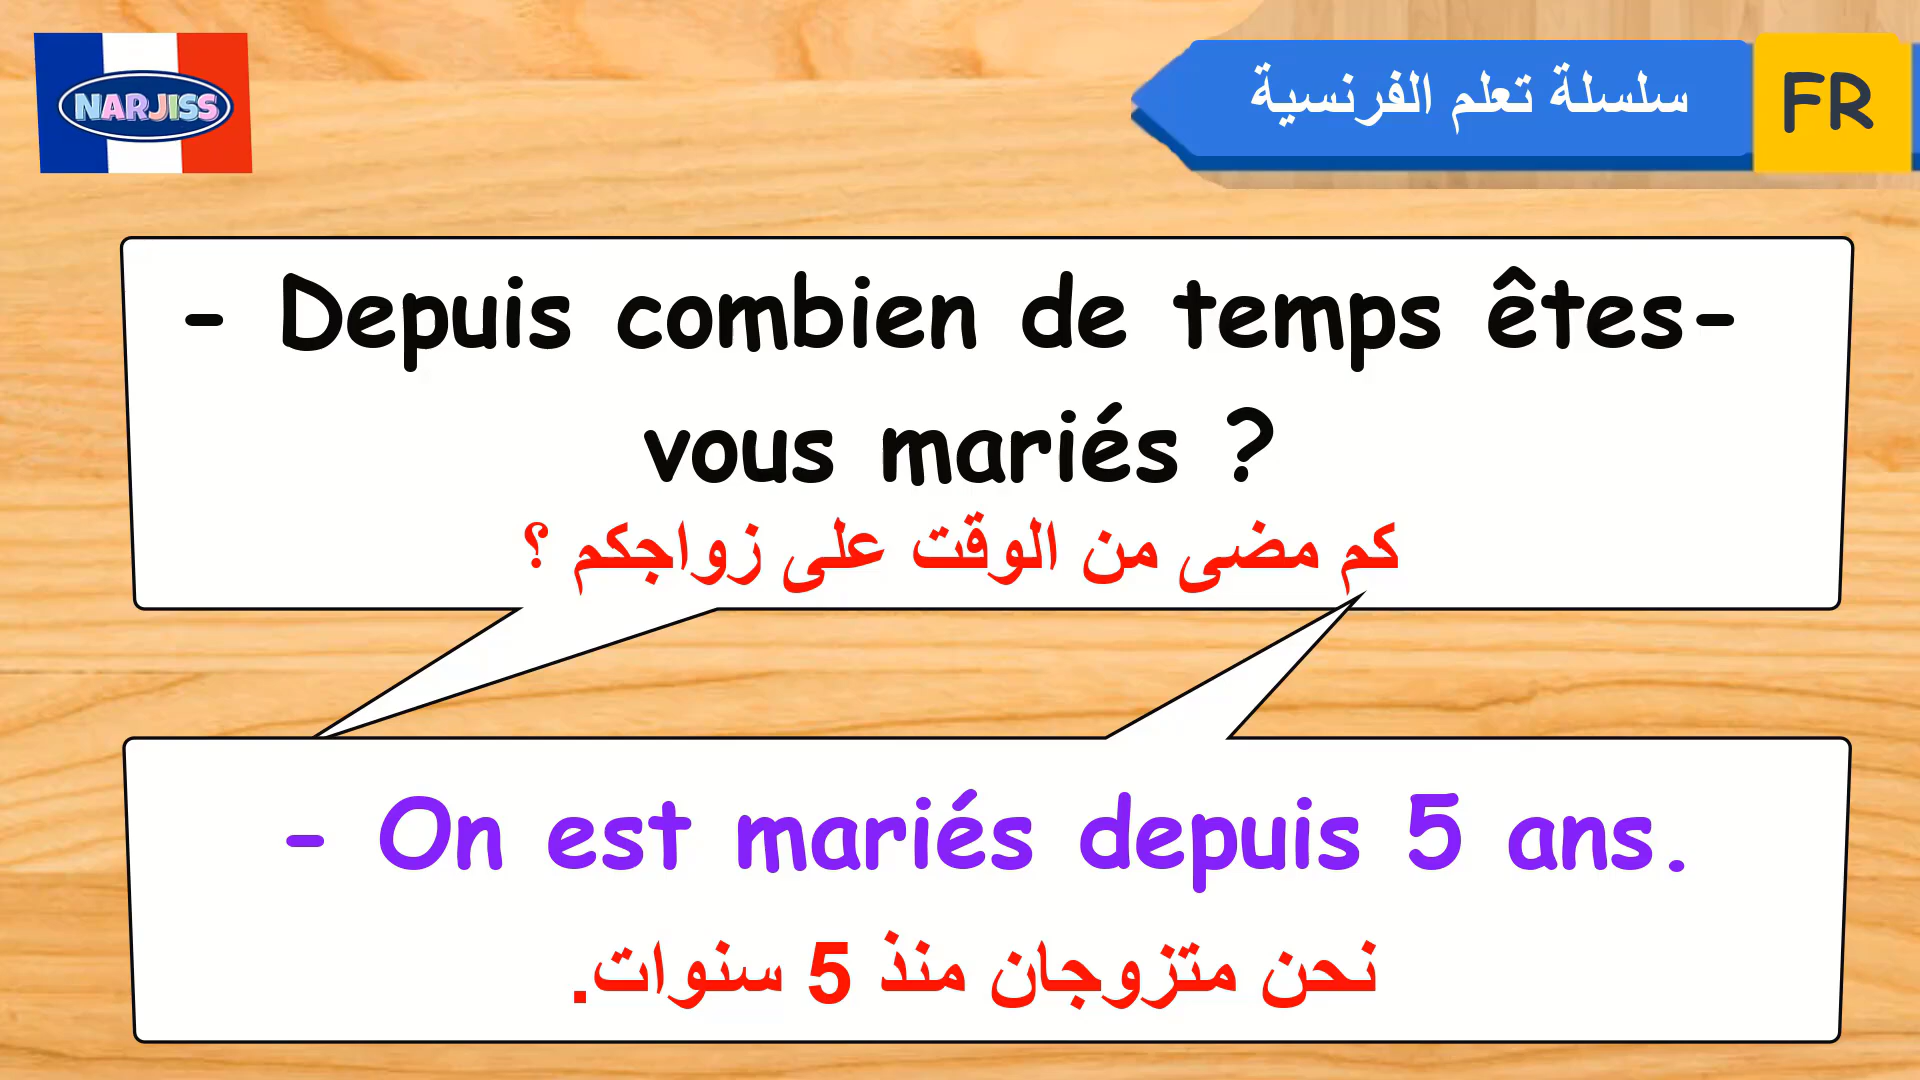 NARJISS
سلسلة تعلم الفرنسية
FR
- Depuis combien de temps êtes-
vous mariés ?
كم مضى من الوقت على زواجكم ؟
- On est mariés depuis 5 ans.
نحن متزوجان منذ 5 سنوات.